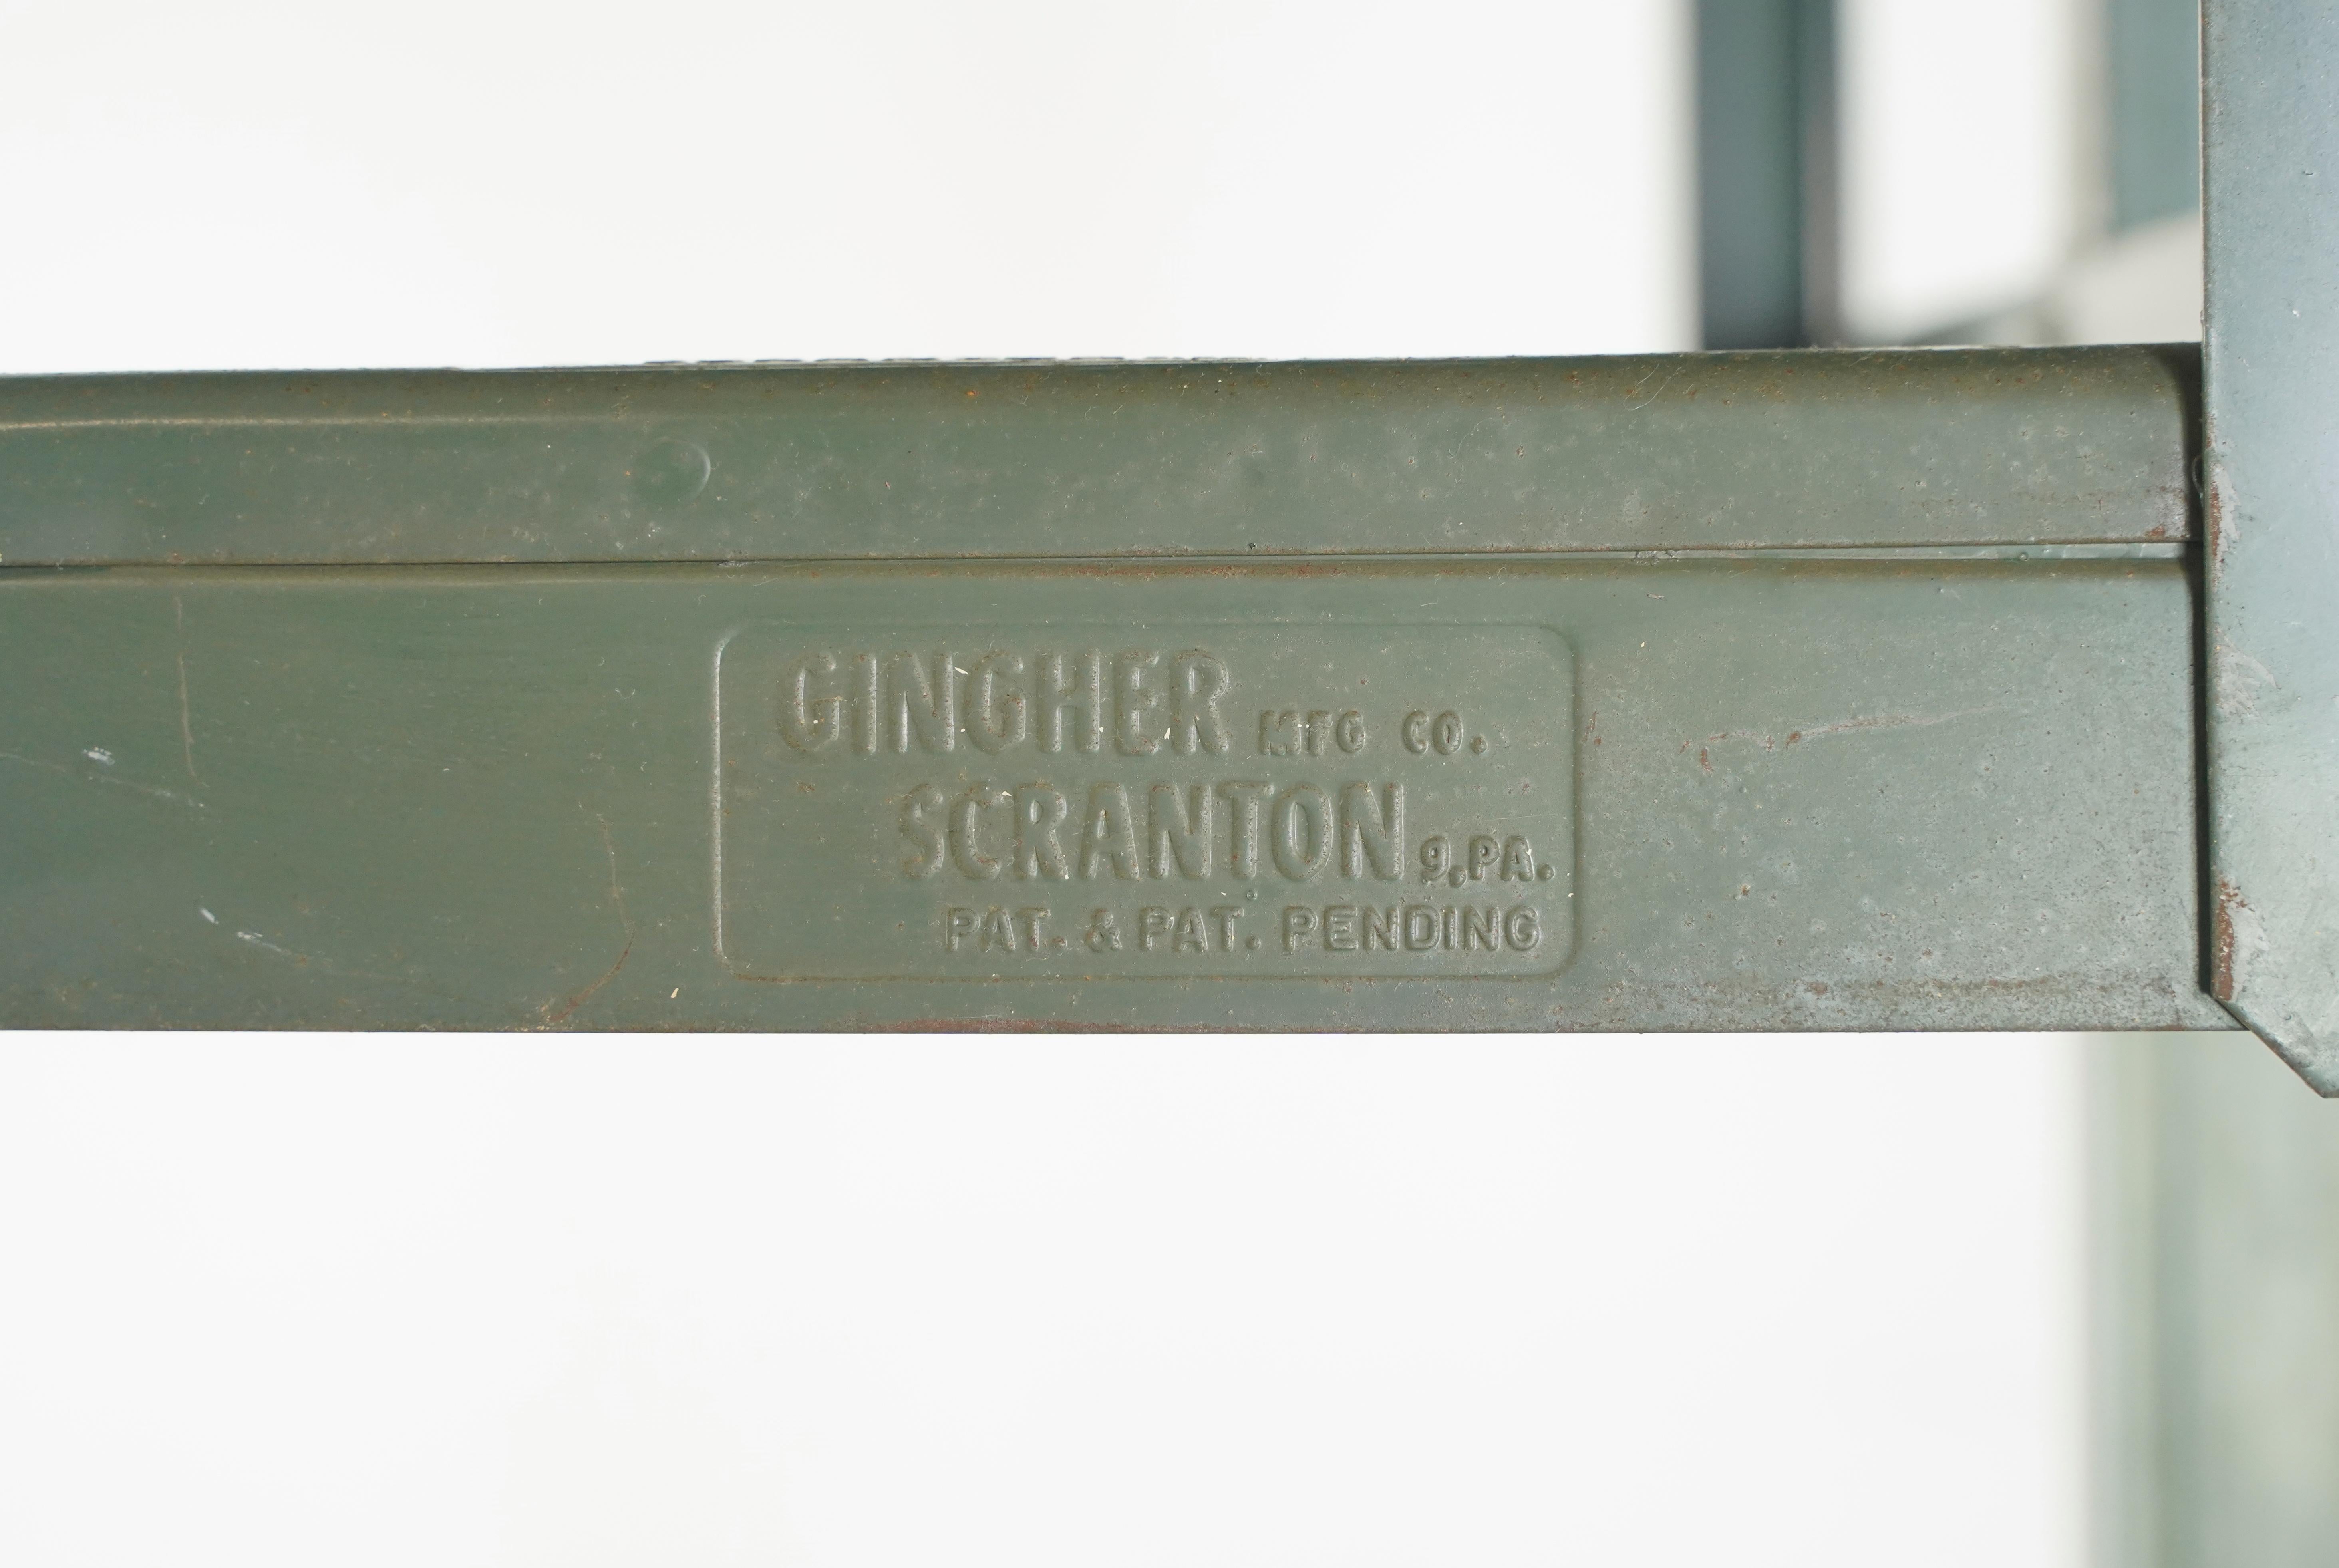 GINGHER MFG CO.
SCRANTON 9, PA.
PAT. & PAT. PENDING